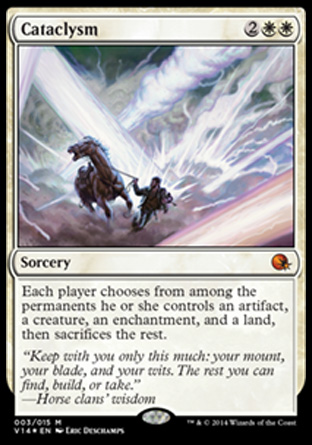 Cataclysm 2
Sorcery
Each player chooses from among the
permanents he or she controls an artifact,
a creature, an enchantment, and a land,
then sacrifices the rest.
“Keep with you only this much: your mount,
your blade, and your wits. The rest you can
find, build, or take.”
—Horse clans’ wisdom
003/015 M
V14 ★ EN Eric Deschamps
™ & © 2014 Wizards of the Coast